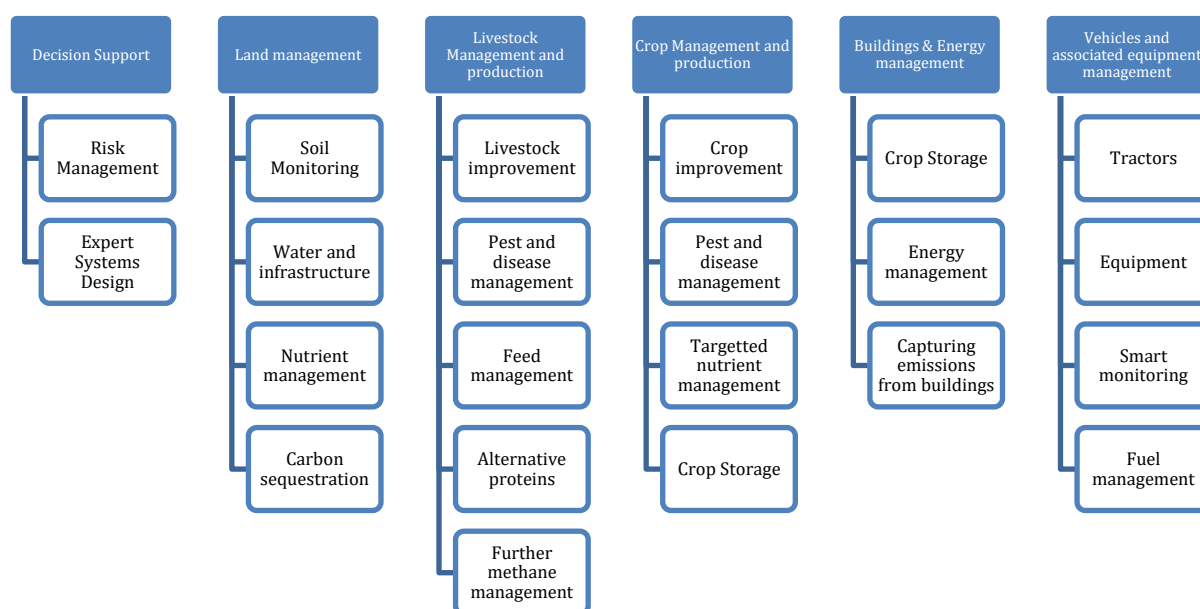 Decision Support
Risk
Management
Expert
Systems
Design
Land management
Soil
Monitoring
Water and
infrastructure
Nutrient
management
Carbon
sequestration
Livestock
Management and
production
Livestock
improvement
Pest and
disease
management
Feed
management
Alternative
proteins
Further
methane
management
Crop Management and
production
Crop
improvement
Pest and
disease
management
Targetted
nutrient
management
Crop Storage
Buildings & Energy
management
Crop Storage
Energy
management
Capturing
emissions
from buildings
Vehicles and
associated equipment
management
Tractors
Equipment
Smart
monitoring
Fuel
management